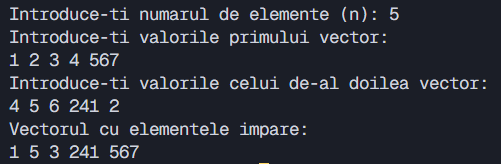 Introduce-ti numarul de elemente (n): 5
Introduce-ti valorile primului vector:
1 2 3 4 567
Introduce-ti valorile celui de-al doilea vector:
4 5 6 241 2
Vectorul cu elementele impare:
1 5 3 241 567